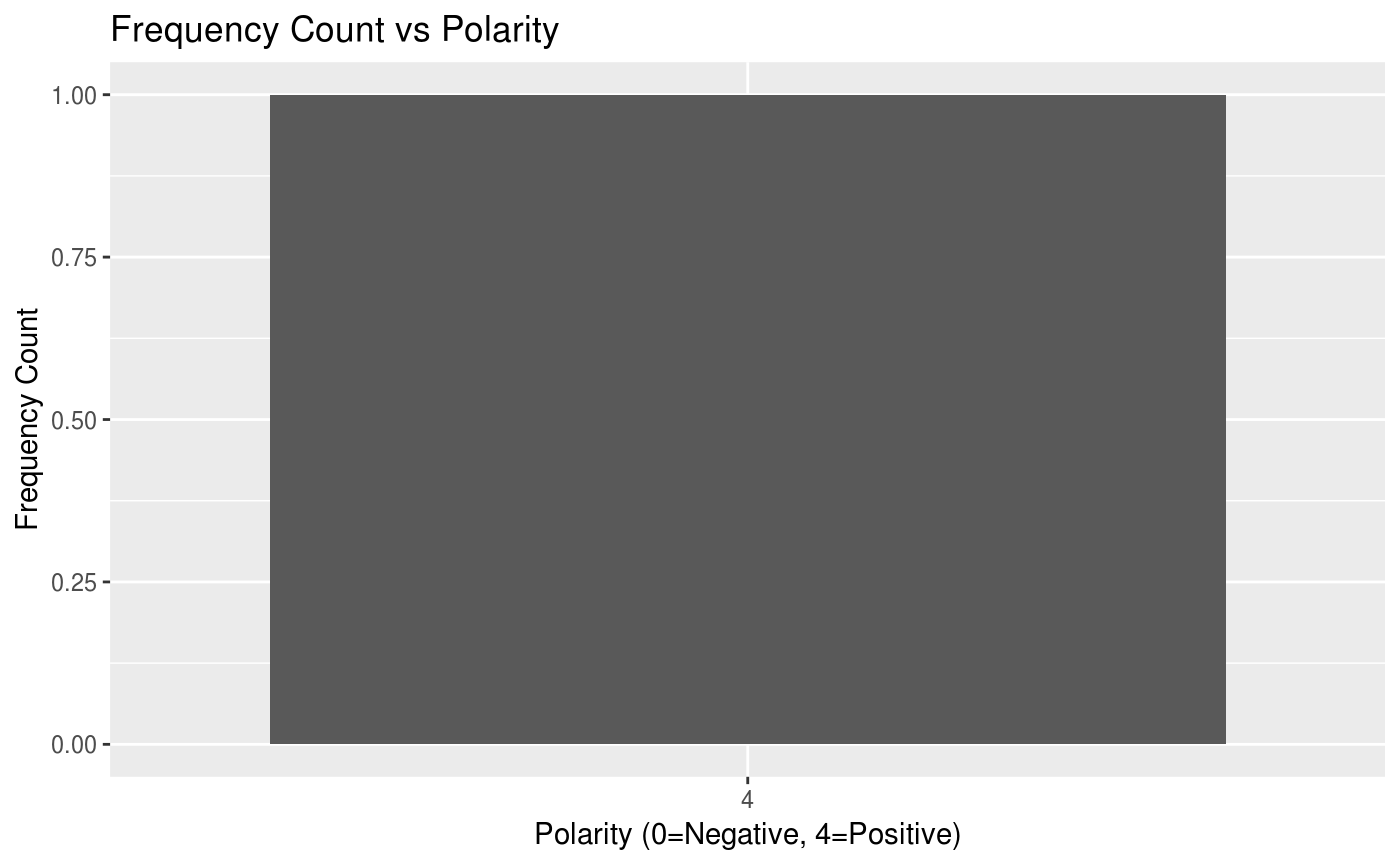 Frequency Count vs Polarity
1.00
0.75
0.50
0.25
0.00
Frequency Count
4
Polarity (0=Negative, 4=Positive)